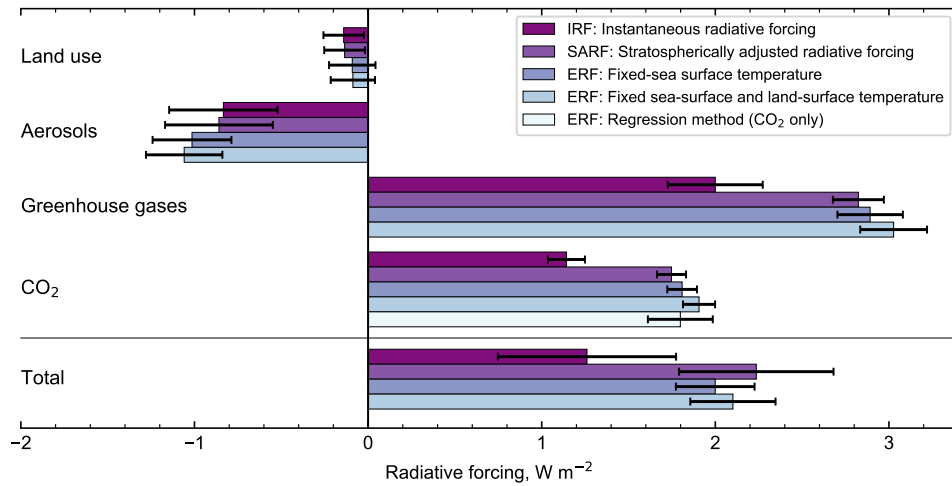 Land use
Aerosols
Greenhouse gases
CO₂
Total
IRF: Instantaneous radiative forcing
SARF: Stratospherically adjusted radiative forcing
ERF: Fixed-sea surface temperature
ERF: Fixed sea-surface and land-surface temperature
ERF: Regression method (CO₂ only)
−2 −1 0 1 2 3
Radiative forcing, W m⁻²